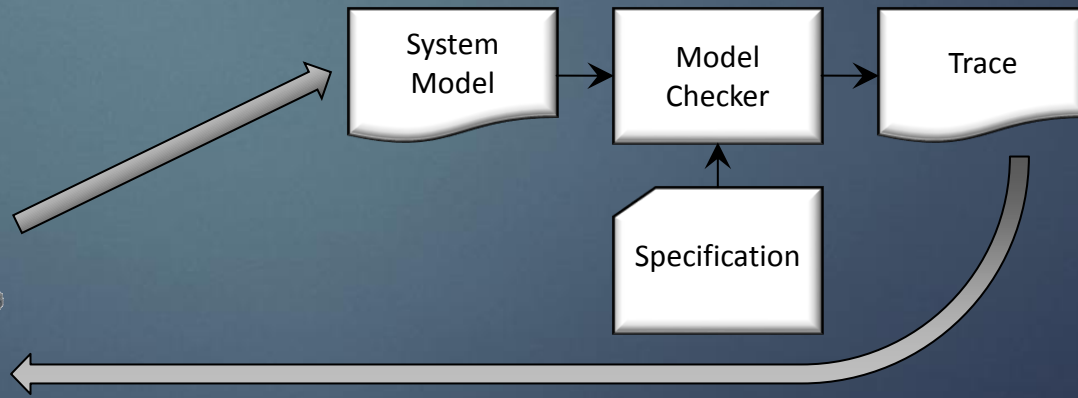 System
Model
Model
Checker
Trace
Specification